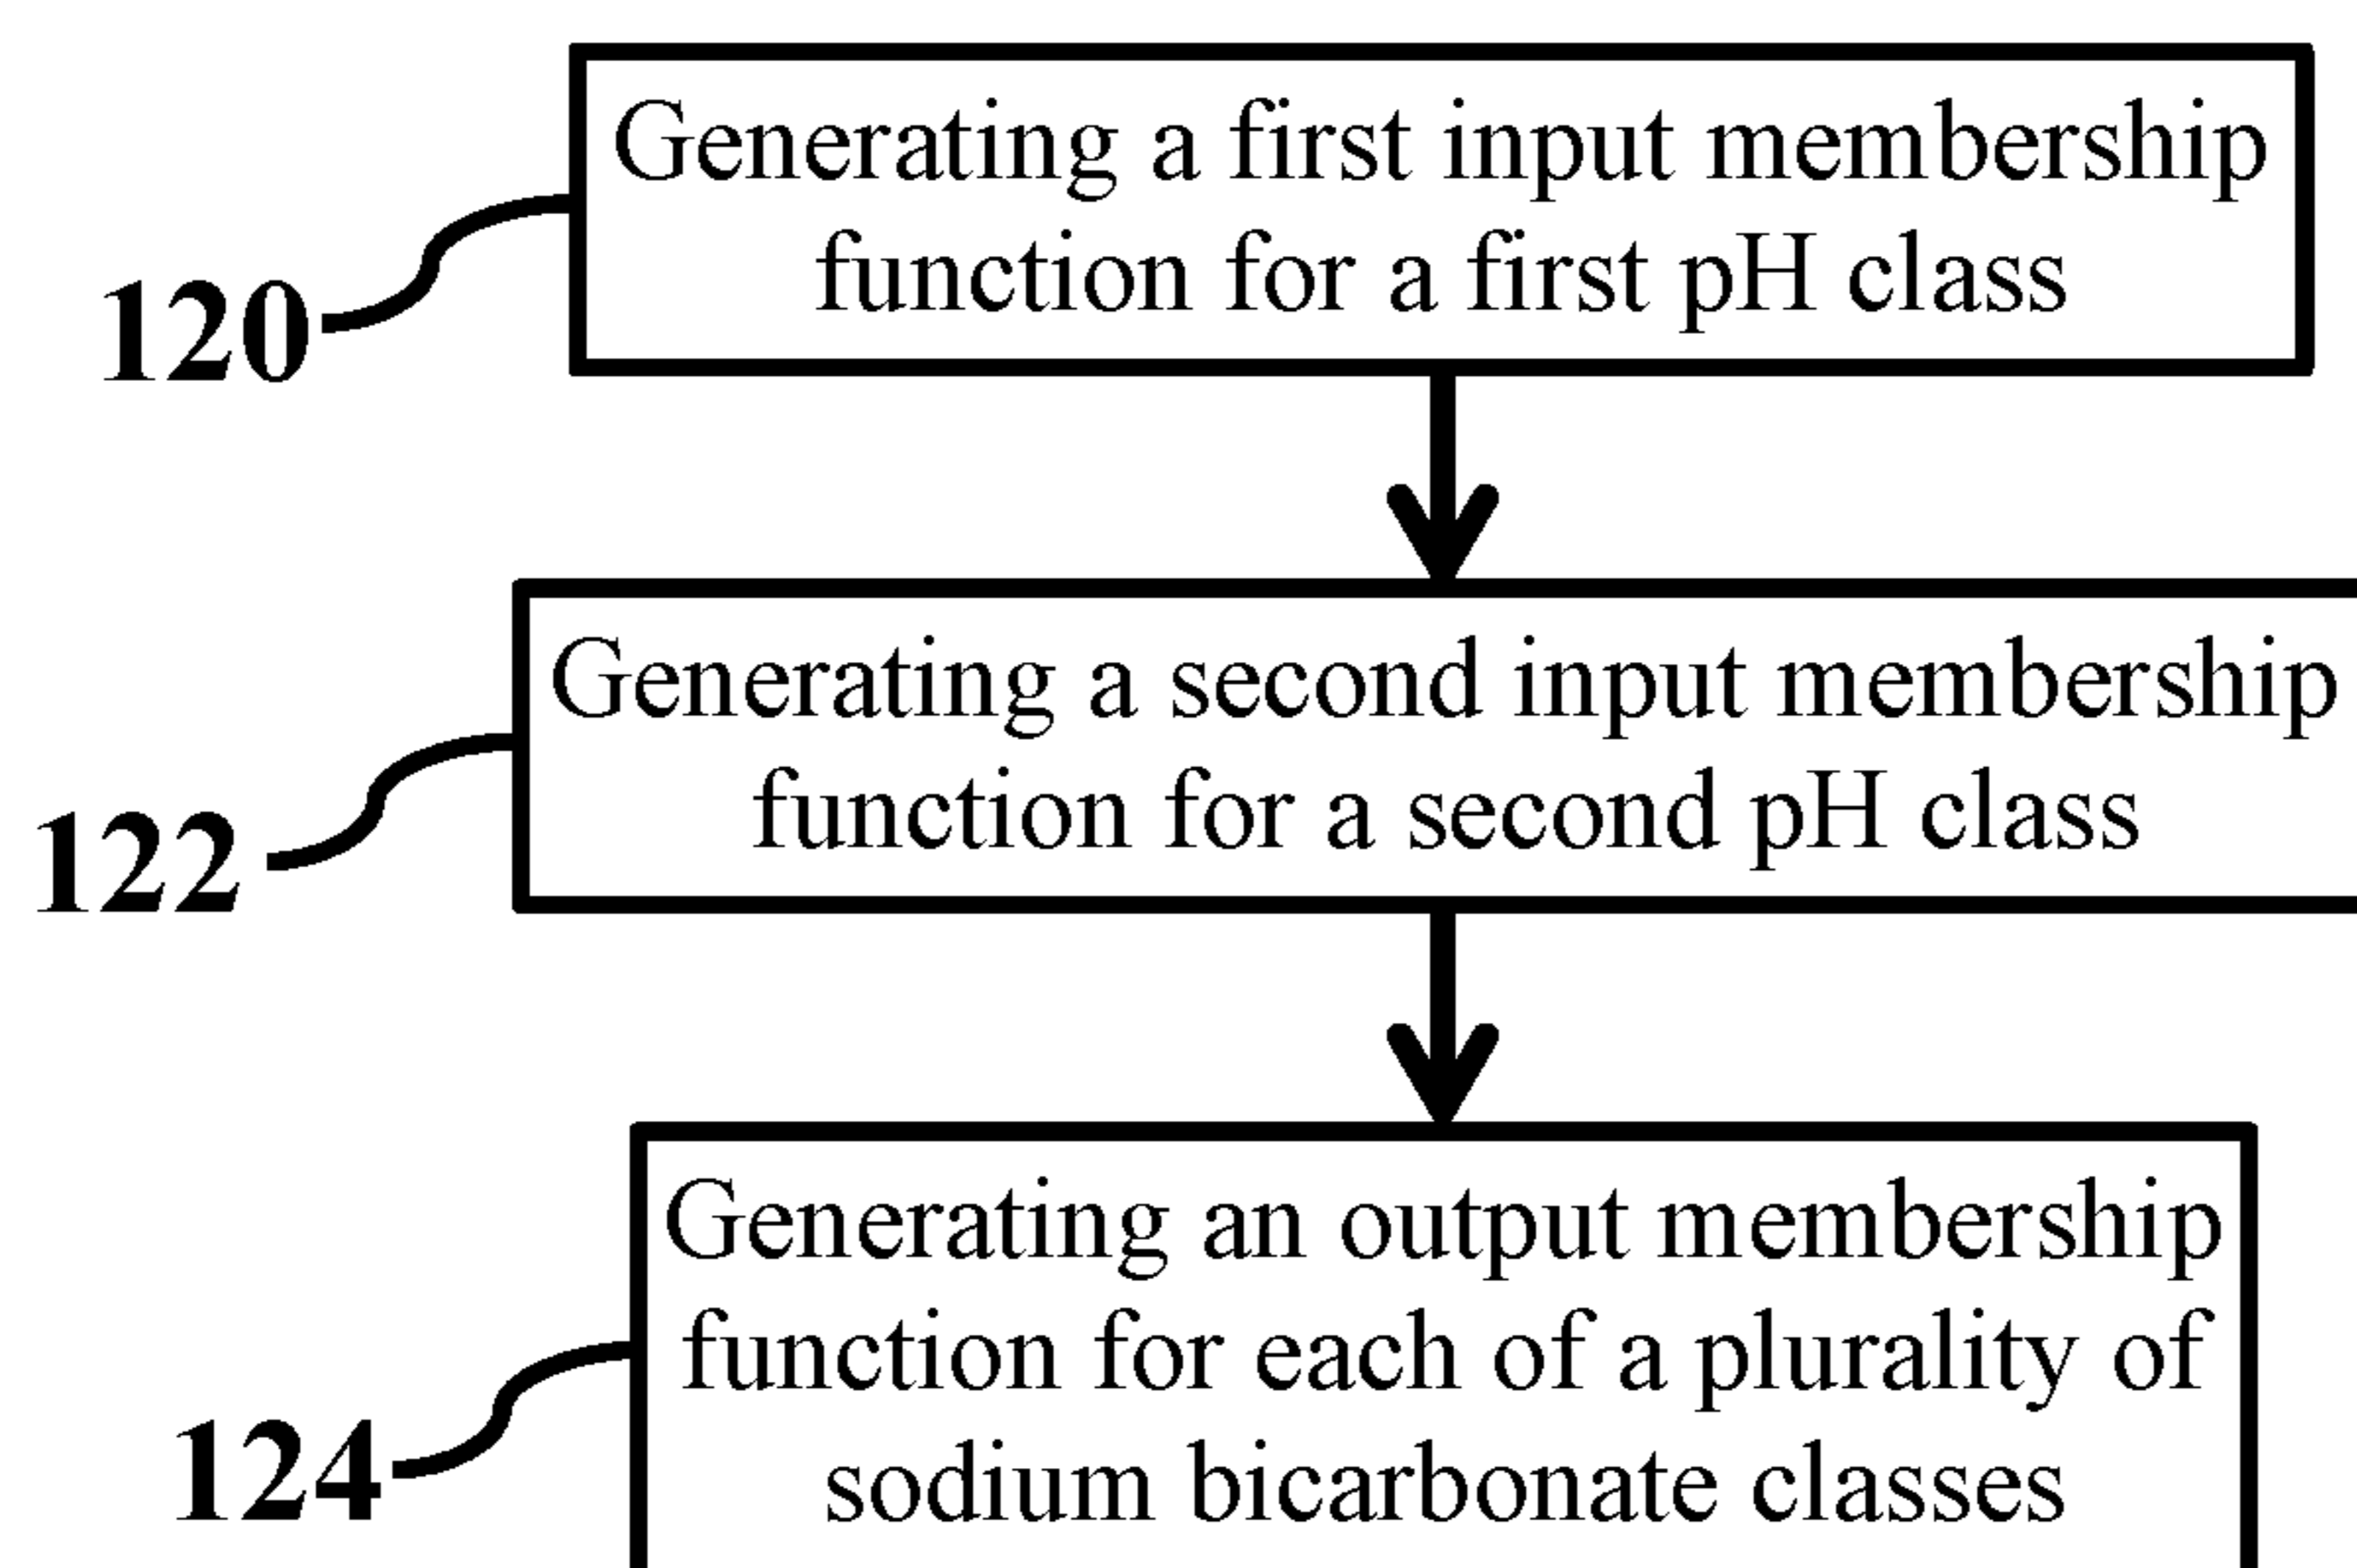 Generating a first input membership
function for a first pH class
120
Generating a second input membership
function for a second pH class
122
Generating an output membership
function for each of a plurality of
sodium bicarbonate classes
124